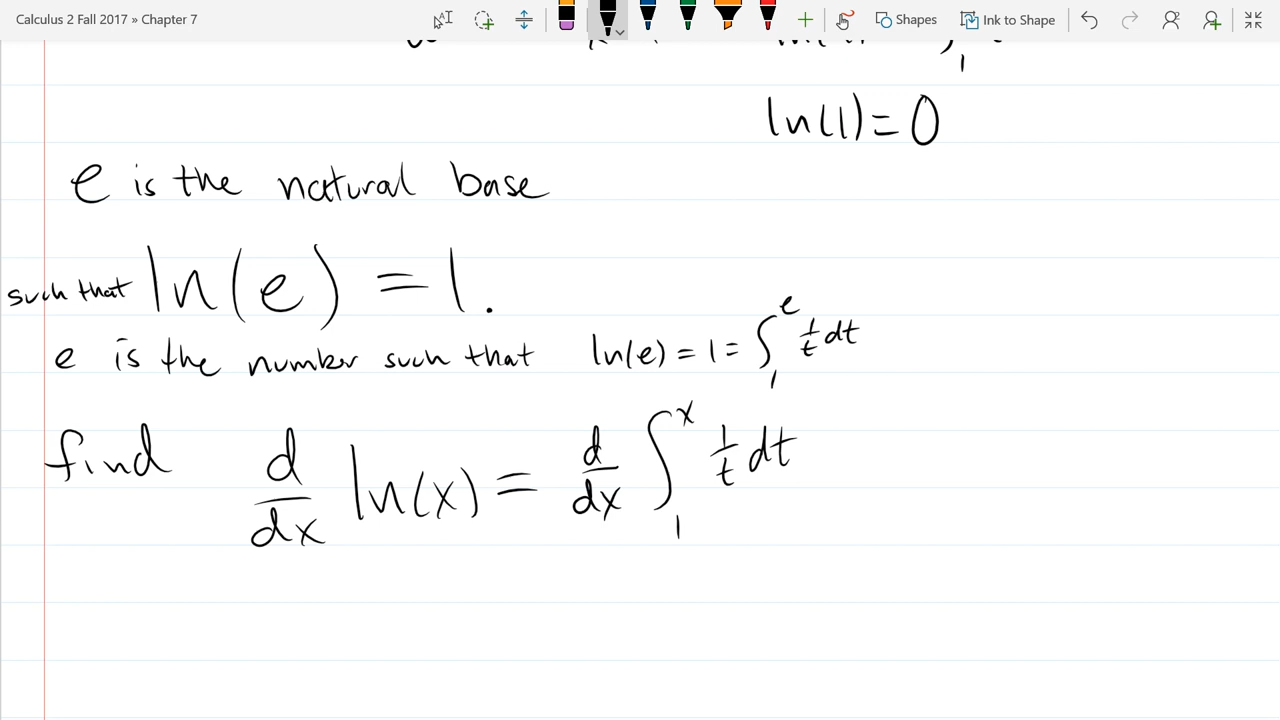 Calculus 2 Fall 2017 » Chapter 7
Shapes
Ink to Shape
ln(1)=0
e is the natural base
such that ln(e) = 1.
e is the number such that ln(e) = 1 = ∫₁ᵉ 1/t dt
find d/dx ln(x) = d/dx ∫₁ˣ 1/t dt